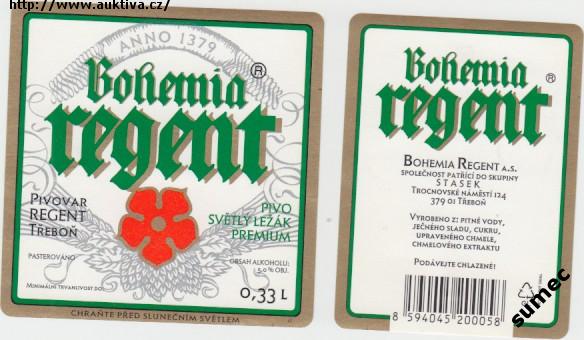 http://www.auktiva.cz/
ANNO 1379
Bohemia ®
regent
PIVOVAR
REGENT
TŘEBOŇ
PIVO
SVĚTLÝ LEŽÁK
PREMIUM
PASTEROVÁNO
OBSAH ALKOHOLU:
5,0 % OBJ.
MINIMÁLNÍ TRVANLIVOST DO:
0,33 L
CHRAŇTE PŘED SLUNEČNÍM SVĚTLEM
Bohemia ®
regent
BOHEMIA REGENT A.S.
SPOLEČNOST PATŘÍCÍ DO SKUPINY
STASEK
TROCNOVSKÉ NÁMĚSTÍ 124
379 01 TŘEBOŇ
VYROBENO Z: PITNÉ VODY,
JEČNÉHO SLADU, CUKRU,
UPRAVENÉHO CHMELE,
CHMELOVÉHO EXTRAKTU
PODÁVEJTE CHLAZENÉ!
8 594045 200058
sumec